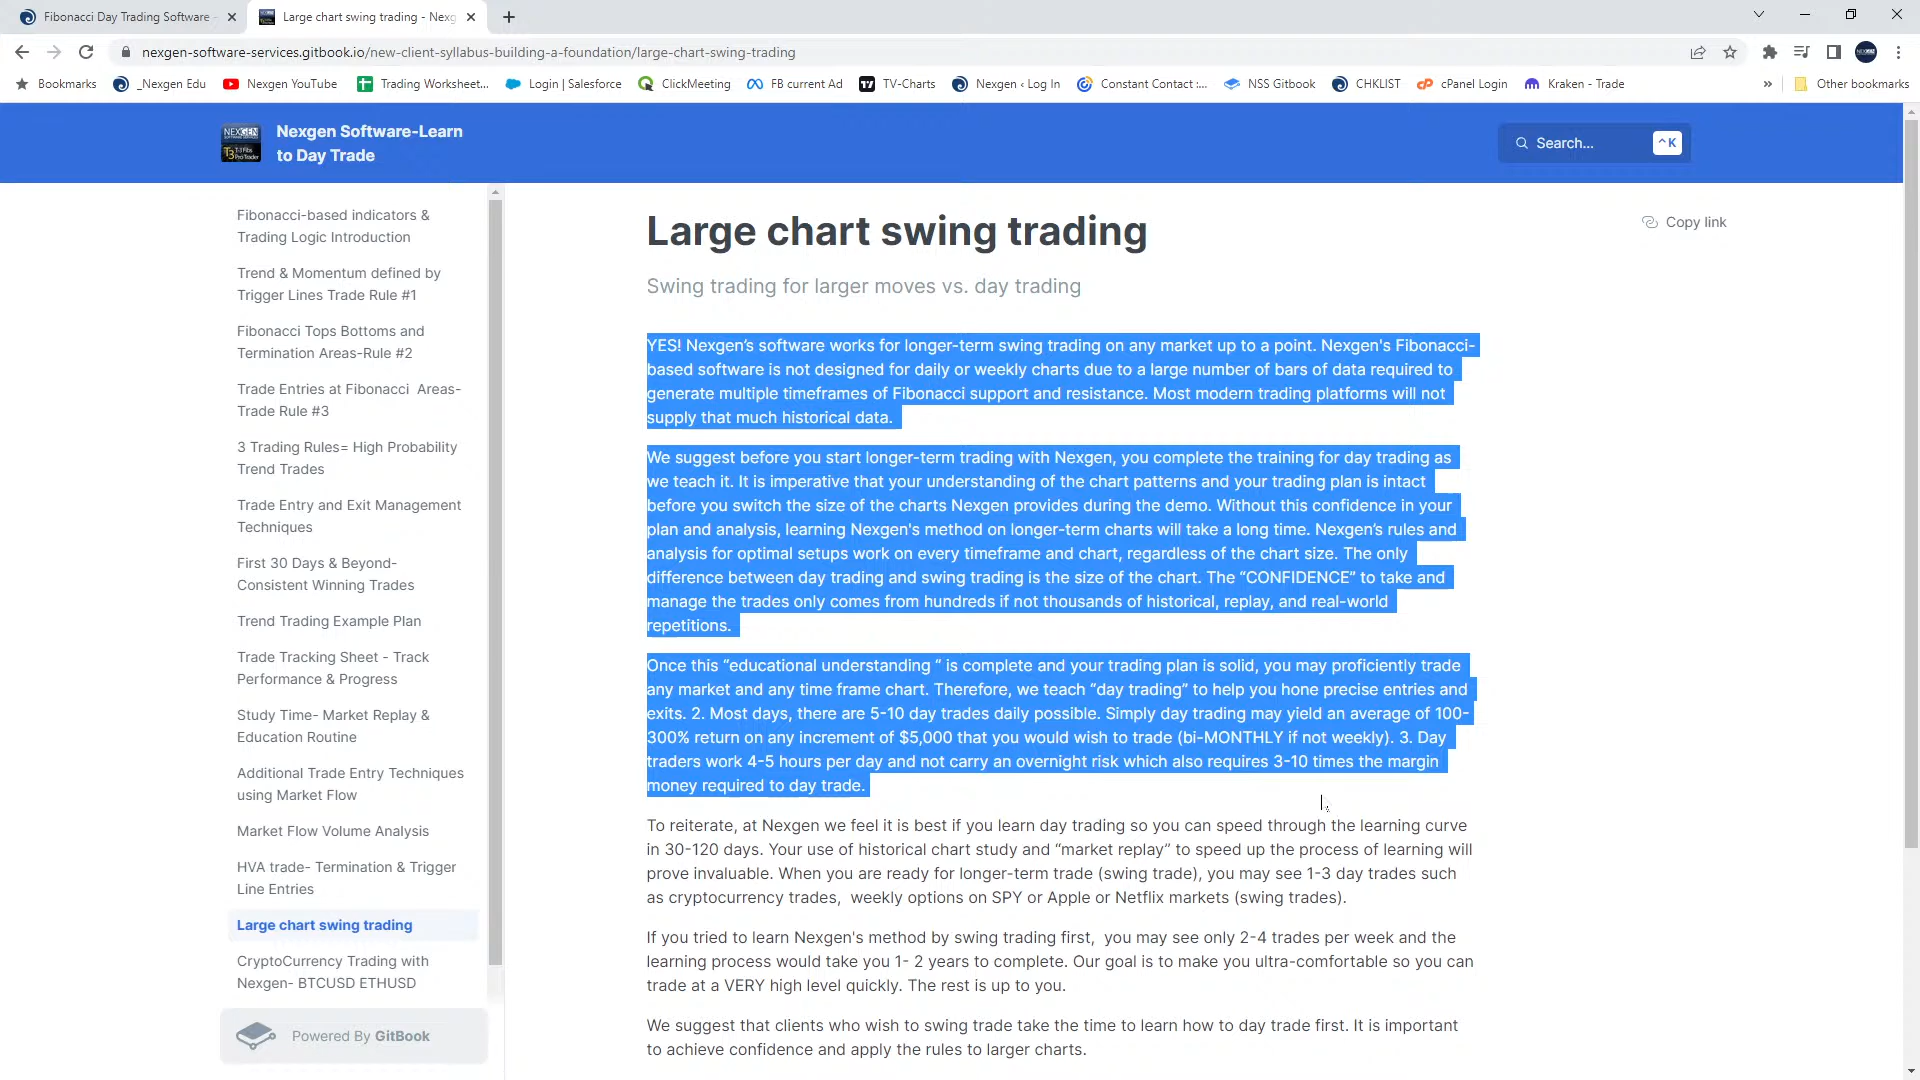 Fibonacci Day Trading Software -
Large chart swing trading - Nexg
nexgen-software-services.gitbook.io/new-client-syllabus-building-a-foundation/large-chart-swing-trading
Bookmarks _Nexgen Edu Nexgen YouTube Trading Worksheet... Login | Salesforce ClickMeeting FB current Ad TV-Charts Nexgen ‹ Log In Constant Contact :... NSS Gitbook CHKLIST cPanel Login Kraken - Trade » Other bookmarks
Nexgen Software-Learn
to Day Trade
Search... ^K
Fibonacci-based indicators &
Trading Logic Introduction
Trend & Momentum defined by
Trigger Lines Trade Rule #1
Fibonacci Tops Bottoms and
Termination Areas-Rule #2
Trade Entries at Fibonacci  Areas-
Trade Rule #3
3 Trading Rules= High Probability
Trend Trades
Trade Entry and Exit Management
Techniques
First 30 Days & Beyond-
Consistent Winning Trades
Trend Trading Example Plan
Trade Tracking Sheet - Track
Performance & Progress
Study Time- Market Replay &
Education Routine
Additional Trade Entry Techniques
using Market Flow
Market Flow Volume Analysis
HVA trade- Termination & Trigger
Line Entries
Large chart swing trading
CryptoCurrency Trading with
Nexgen- BTCUSD ETHUSD
Powered By GitBook
Large chart swing trading
Copy link
Swing trading for larger moves vs. day trading
YES! Nexgen’s software works for longer-term swing trading on any market up to a point. Nexgen's Fibonacci-
based software is not designed for daily or weekly charts due to a large number of bars of data required to
generate multiple timeframes of Fibonacci support and resistance. Most modern trading platforms will not
supply that much historical data.
We suggest before you start longer-term trading with Nexgen, you complete the training for day trading as
we teach it. It is imperative that your understanding of the chart patterns and your trading plan is intact
before you switch the size of the charts Nexgen provides during the demo. Without this confidence in your
plan and analysis, learning Nexgen's method on longer-term charts will take a long time. Nexgen’s rules and
analysis for optimal setups work on every timeframe and chart, regardless of the chart size. The only
difference between day trading and swing trading is the size of the chart. The “CONFIDENCE” to take and
manage the trades only comes from hundreds if not thousands of historical, replay, and real-world
repetitions.
Once this “educational understanding “ is complete and your trading plan is solid, you may proficiently trade
any market and any time frame chart. Therefore, we teach “day trading” to help you hone precise entries and
exits. 2. Most days, there are 5-10 day trades daily possible. Simply day trading may yield an average of 100-
300% return on any increment of $5,000 that you would wish to trade (bi-MONTHLY if not weekly). 3. Day
traders work 4-5 hours per day and not carry an overnight risk which also requires 3-10 times the margin
money required to day trade.
To reiterate, at Nexgen we feel it is best if you learn day trading so you can speed through the learning curve
in 30-120 days. Your use of historical chart study and “market replay” to speed up the process of learning will
prove invaluable. When you are ready for longer-term trade (swing trade), you may see 1-3 day trades such
as cryptocurrency trades,  weekly options on SPY or Apple or Netflix markets (swing trades).
If you tried to learn Nexgen's method by swing trading first,  you may see only 2-4 trades per week and the
learning process would take you 1- 2 years to complete. Our goal is to make you ultra-comfortable so you can
trade at a VERY high level quickly. The rest is up to you.
We suggest that clients who wish to swing trade take the time to learn how to day trade first. It is important
to achieve confidence and apply the rules to larger charts.